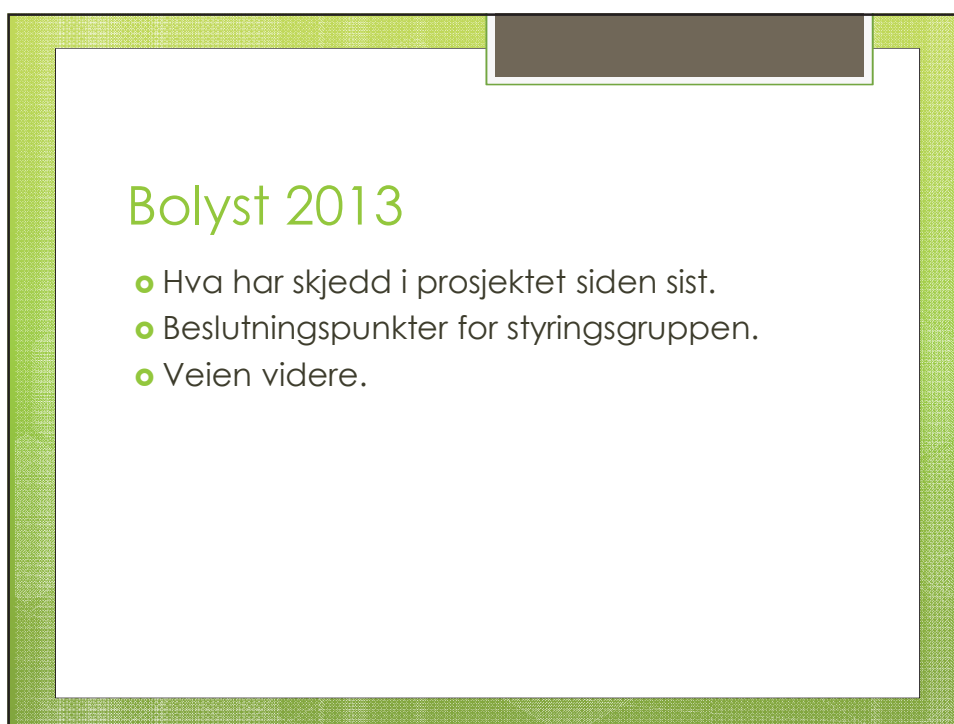 Bolyst 2013
Hva har skjedd i prosjektet siden sist.
Beslutningspunkter for styringsgruppen.
Veien videre.